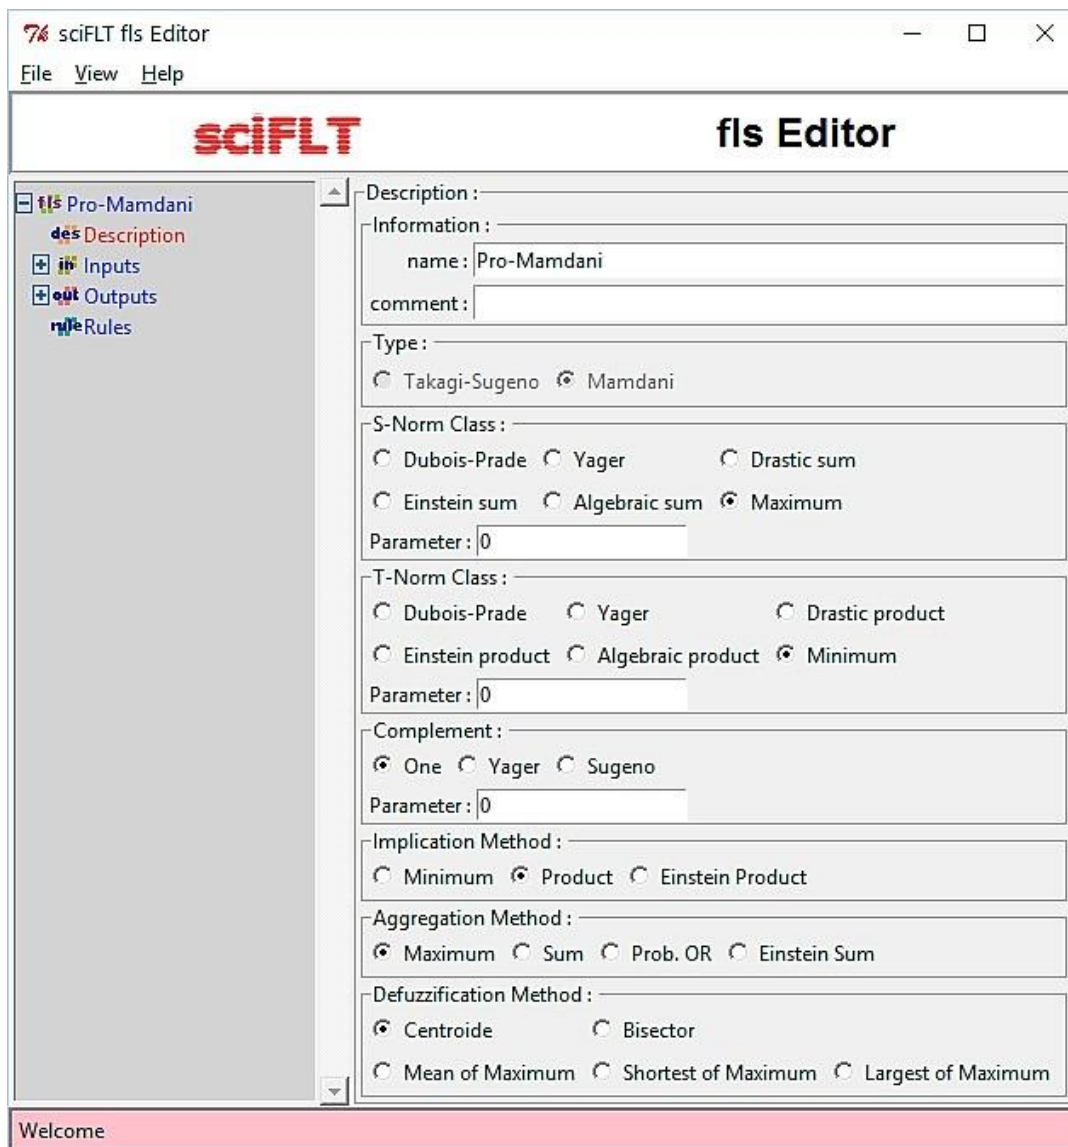 sciFLT fls Editor
File View Help
sciFLT fls Editor
fls Pro-Mamdani
des Description
in Inputs
out Outputs
rule Rules
Description :
Information :
name : Pro-Mamdani
comment :
Type :
Takagi-Sugeno Mamdani
S-Norm Class :
Dubois-Prade Yager Drastic sum
Einstein sum Algebraic sum Maximum
Parameter : 0
T-Norm Class :
Dubois-Prade Yager Drastic product
Einstein product Algebraic product Minimum
Parameter : 0
Complement :
One Yager Sugeno
Parameter : 0
Implication Method :
Minimum Product Einstein Product
Aggregation Method :
Maximum Sum Prob. OR Einstein Sum
Defuzzification Method :
Centroide Bisector
Mean of Maximum Shortest of Maximum Largest of Maximum
Welcome